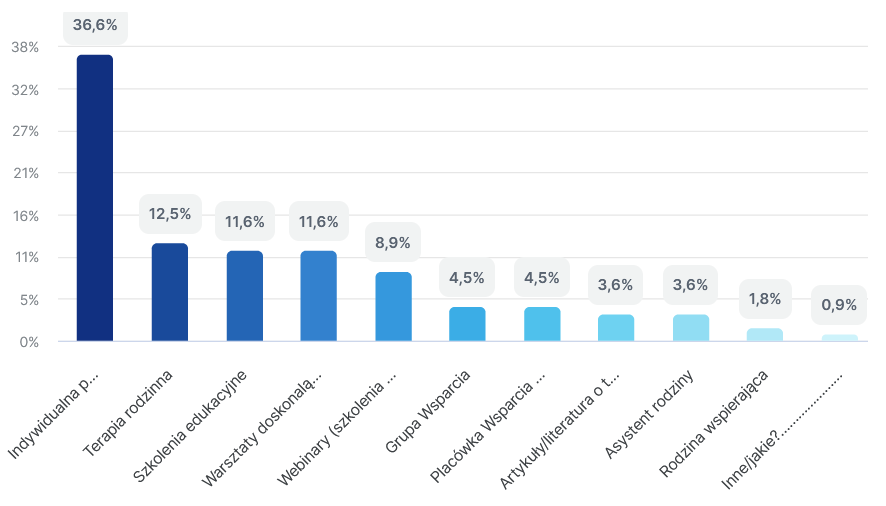 36,6%
38%
32%
27%
21%
16%
11%
5%
0%
12,5%
11,6%
11,6%
8,9%
4,5%
4,5%
3,6%
3,6%
1,8%
0,9%
Indywidualna p...
Terapia rodzinna
Szkolenia edukacyjne
Warsztaty doskonalą...
Webinary (szkolenia ...
Grupa Wsparcia
Placówka Wsparcia ...
Artykuły/literatura o t...
Asystent rodziny
Rodzina wspierająca
Inne/jakie?...................